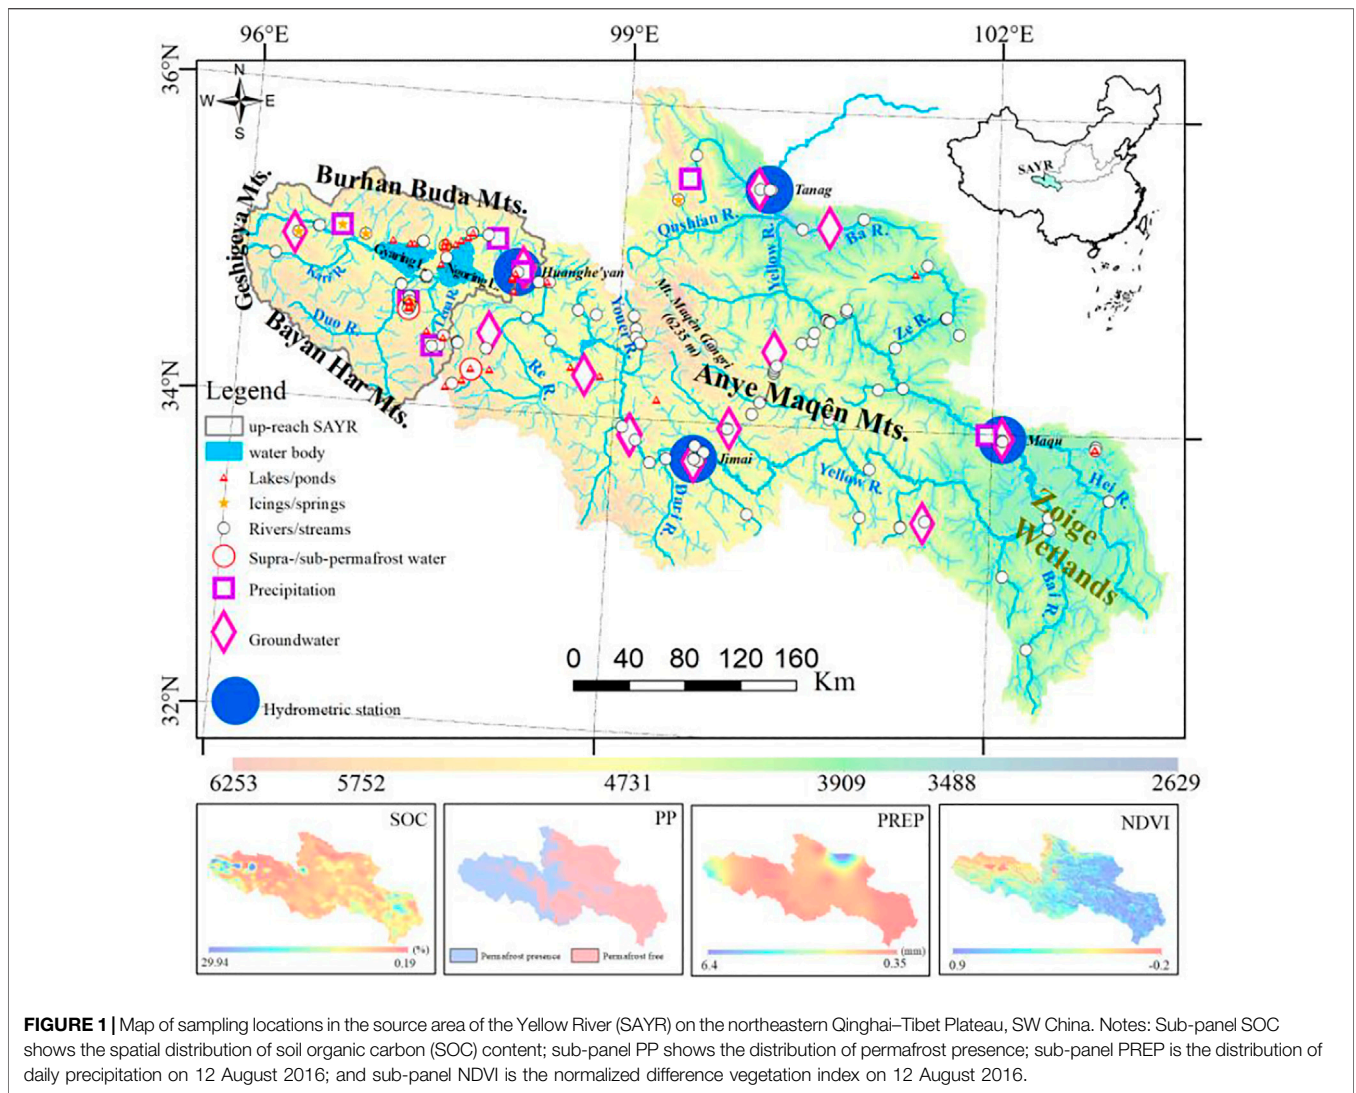 96°E 99°E 102°E
36°N
N
W E
S
SAYR
Burhan Buda Mts.
Geshigeya Mts.
Tanag
Qushian R.
Ba R.
Yellow R.
Gyaring L.
Ngoring L.
Huanghe'yan
Kari R.
Duo R.
Youer R.
Mt. Maqên Gangri
(6235 m)
Ze R.
Bayan Har Mts.
Re R.
34°N
Anye Maqên Mts.
Maqu
Jimai
Yellow R.
Hei R.
Dari R.
Zoige
Wetlands
Bai R.
Legend
up-reach SAYR
water body
Lakes/ponds
Icings/springs
Rivers/streams
Supra-/sub-permafrost water
Precipitation
Groundwater
Hydrometric station
32°N
0 40 80 120 160
Km
6253 5752 4731 3909 3488 2629
SOC PP PREP NDVI
(%) Permafrost presence Permafrost free (mm)
29.94 0.19 6.4 0.35 0.9 -0.2
FIGURE 1 | Map of sampling locations in the source area of the Yellow River (SAYR) on the northeastern Qinghai–Tibet Plateau, SW China. Notes: Sub-panel SOC
shows the spatial distribution of soil organic carbon (SOC) content; sub-panel PP shows the distribution of permafrost presence; sub-panel PREP is the distribution of
daily precipitation on 12 August 2016; and sub-panel NDVI is the normalized difference vegetation index on 12 August 2016.